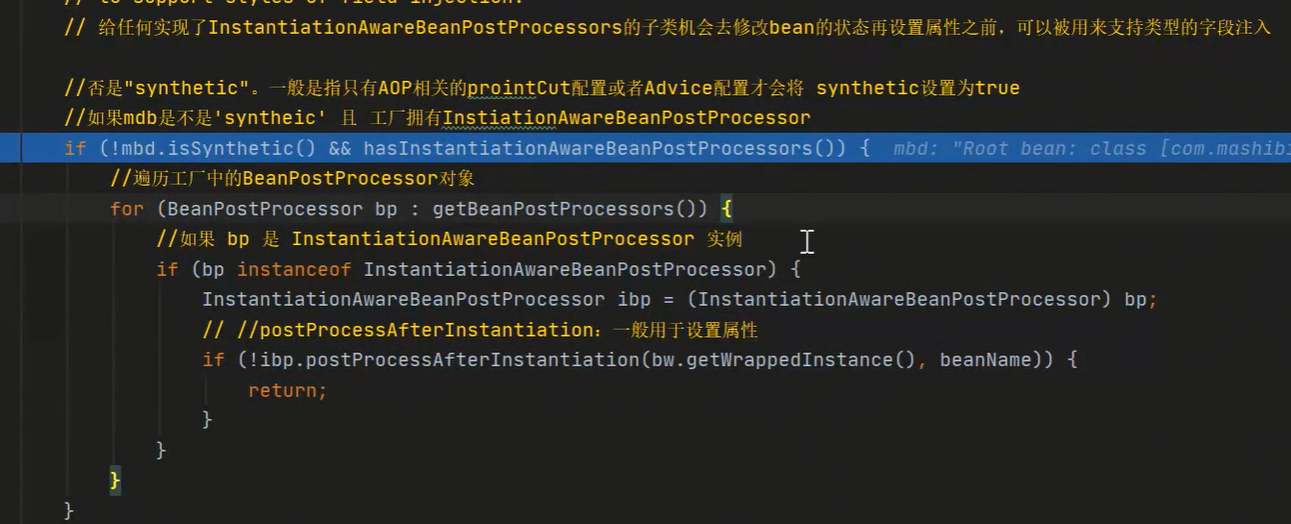 // to support styles of field injection.
// 给任何实现了InstantiationAwareBeanPostProcessors的子类机会去修改bean的状态再设置属性之前，可以被用来支持类型的字段注入
//否是"synthetic"。一般是指只有AOP相关的prointCut配置或者Advice配置才会将 synthetic设置为true
//如果mdb是不是'syntheic' 且 工厂拥有InstiationAwareBeanPostProcessor
if (!mbd.isSynthetic() && hasInstantiationAwareBeanPostProcessors()) { mbd: "Root bean: class [com.mashibi
//遍历工厂中的BeanPostProcessor对象
for (BeanPostProcessor bp : getBeanPostProcessors()) {
//如果 bp 是 InstantiationAwareBeanPostProcessor 实例
if (bp instanceof InstantiationAwareBeanPostProcessor) {
InstantiationAwareBeanPostProcessor ibp = (InstantiationAwareBeanPostProcessor) bp;
// //postProcessAfterInstantiation：一般用于设置属性
if (!ibp.postProcessAfterInstantiation(bw.getWrappedInstance(), beanName)) {
return;
}
}
}
}